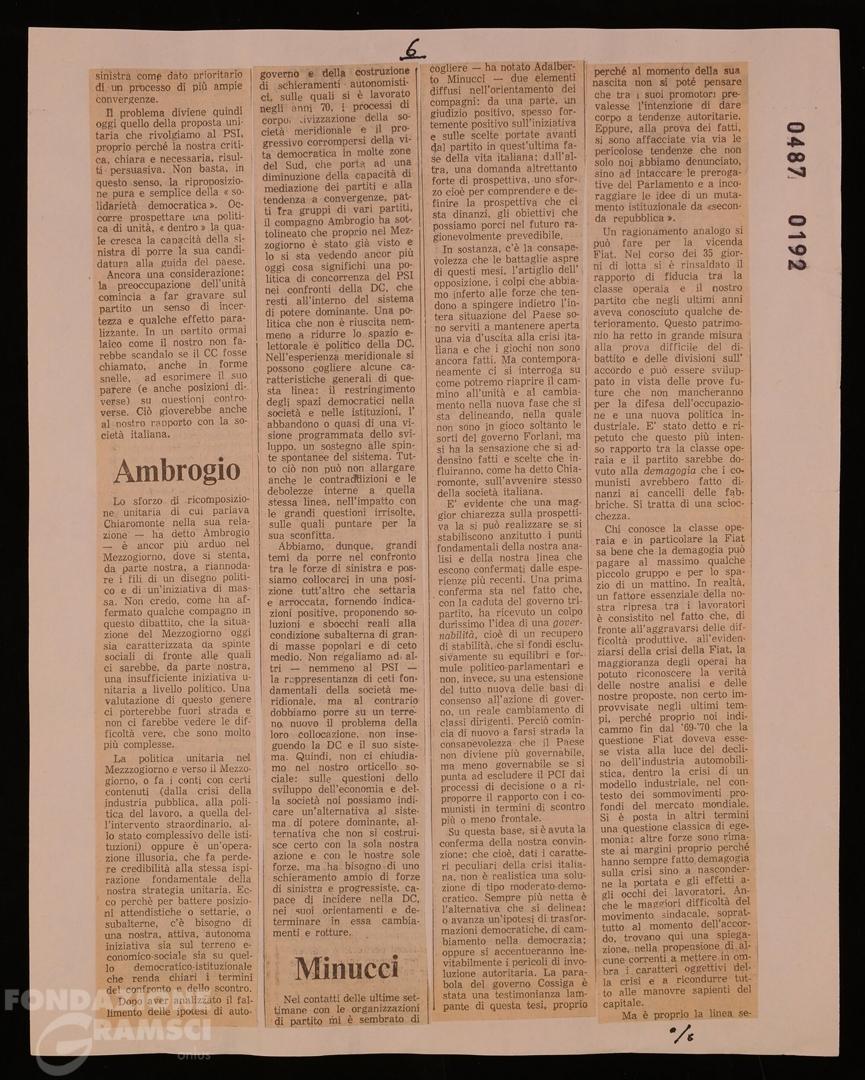 6
sinistra come dato prioritario
di un processo di più ampie
convergenze.
Il problema diviene quindi
oggi quello della proposta uni-
taria che rivolgiamo al PSI,
proprio perché la nostra criti-
ca, chiara e necessaria, risul-
ti persuasiva. Non basta, in
questo senso, la riproposizio-
ne pura e semplice della « so-
lidarietà democratica ». Oc-
corre prospettare una politi-
ca di unità, « dentro » la qua-
le cresca la capacità della si-
nistra di porre la sua candi-
datura alla guida del paese.
Ancora una considerazione:
la preoccupazione dell'unità
comincia a far gravare sul
partito un senso di incer-
tezza e qualche effetto para-
lizzante. In un partito ormai
laico come il nostro non fa-
rebbe scandalo se il CC fosse
chiamato, anche in forme
snelle, ad esprimere il suo
parere (e anche posizioni di-
verse) su questioni contro-
verse. Ciò gioverebbe anche
al nostro rapporto con la so-
cietà italiana.
Ambrogio
Lo sforzo di ricomposizio-
ne unitaria di cui parlava
Chiaromonte nella sua rela-
zione — ha detto Ambrogio
— è ancor più arduo nel
Mezzogiorno, dove si stenta,
da parte nostra, a riannoda-
re i fili di un disegno politi-
co e di un'iniziativa di mas-
sa. Non credo, come ha af-
fermato qualche compagno in
questo dibattito, che la situa-
zione del Mezzogiorno oggi
sia caratterizzata da spinte
sociali di fronte alle quali
ci sarebbe, da parte nostra,
una insufficiente iniziativa u-
nitaria a livello politico. Una
valutazione di questo genere
ci porterebbe fuori strada e
non ci farebbe vedere le dif-
ficoltà vere, che sono molto
più complesse.
La politica unitaria nel
Mezzzogiorno e verso il Mezzo-
giorno, o fa i conti con certi
contenuti (dalla crisi della
industria pubblica, alla poli-
tica del lavoro, a quella del-
l'intervento straordinario, al-
lo stato complessivo delle isti-
tuzioni) oppure è un'opera-
zione illusoria, che fa perde-
re credibilità alla stessa ispi-
razione fondamentale della
nostra strategia unitaria. Ec-
co perchè per battere posizio-
ni attendistiche o settarie, o
subalterne, c'è bisogno di
una nostra, attiva, autonoma
iniziativa sia sul terreno e-
conomico-sociale sia su quel-
lo democratico-istituzionale
che renda chiari i termini
del confronto e dello scontro.
Dopo aver analizzato il fal-
limento delle ipotesi di auto-
governo e della costruzione
di schieramenti autonomisti-
ci, sulle quali si è lavorato
negli anni 70, i processi di
corpo. .ivizzazione della so-
cietà meridionale e il pro-
gressivo corrompersi della vi-
ta democratica in molte zone
del Sud, che porta ad una
diminuzione della capacità di
mediazione dei partiti e alla
tendenza a convergenze, pat-
ti fra gruppi di vari partiti,
il compagno Ambrogio ha sot-
tolineato che proprio nel Mez-
zogiorno è stato già visto e
lo si sta vedendo ancor più
oggi cosa significhi una po-
litica di concorrenza del PSI
nei confronti della DC, che
resti all'interno del sistema
di potere dominante. Una po-
litica che non è riuscita nem-
meno a ridurre lo spazio e-
lettorale e politico della DC.
Nell'esperienza meridionale si
possono cogliere alcune ca-
ratteristiche generali di que-
sta linea: il restringimento
degli spazi democratici nella
società e nelle istituzioni, l'
abbandono o quasi di una vi-
sione programmata dello svi-
luppo, un sostegno alle spin-
te spontanee del sistema. Tut-
to ciò non può non allargare
anche le contraddizioni e le
debolezze interne a quella
stessa linea, nell'impatto con
le grandi questioni irrisolte,
sulle quali puntare per la
sua sconfitta.
Abbiamo, dunque, grandi
temi da porre nel confronto
tra le forze di sinistra e pos-
siamo collocarci in una posi-
zione tutt'altro che settaria
e arroccata, fornendo indica-
zioni positive, proponendo so-
luzioni e sbocchi reali alla
condizione subalterna di gran-
di masse popolari e di ceto
medio. Non regaliamo ad al-
tri — nemmeno al PSI —
la rappresentanza di ceti fon-
damentali della società me-
ridionale, ma al contrario
dobbiamo porre su un terre-
no nuovo il problema della
loro collocazione, non inse-
guendo la DC e il suo siste-
ma. Quindi, non ci chiudia-
mo nel nostro orticello so-
ciale: sulle questioni dello
sviluppo dell'economia e del-
la società noi possiamo indi-
care un'alternativa al siste-
ma di potere dominante, al-
ternativa che non si costrui-
sce certo con la sola nostra
azione e con le nostre sole
forze, ma ha bisogno di uno
schieramento ampio di forze
di sinistra e progressiste, ca-
pace di incidere nella DC,
nei suoi orientamenti e de-
terminare in essa cambia-
menti e rotture.
Minucci
Nei contatti delle ultime set-
timane con le organizzazioni
di partito mi è sembrato di
cogliere — ha notato Adalber-
to Minucci — due elementi
diffusi nell'orientamento dei
compagni: da una parte, un
giudizio positivo, spesso for-
temente positivo sull'iniziativa
e sulle scelte portate avanti
dal partito in quest'ultima fa-
se della vita italiana; dall'al-
tra, una domanda altrettanto
forte di prospettiva, uno sfor-
zo cioè per comprendere e de-
finire la prospettiva che ci
sta dinanzi, gli obiettivi che
possiamo porci nel futuro ra-
gionevolmente prevedibile.
In sostanza, c'è la consape-
volezza che le battaglie aspre
di questi mesi, l'artiglio dell'
opposizione, i colpi che abbia-
mo inferto alle forze che ten-
dono a spingere indietro l'in-
tera situazione del Paese so-
no serviti a mantenere aperta
una via d'uscita alla crisi ita-
liana e che i giochi non sono
ancora fatti. Ma contempora-
neamente ci si interroga su
come potremo riaprire il cam-
mino all'unità e al cambia-
mento nella nuova fase che si
sta delineando, nella quale
non sono in gioco soltanto le
sorti del governo Forlani, ma
si ha la sensazione che si ad-
densino fatti e scelte che in-
fluiranno, come ha detto Chia-
romonte, sull'avvenire stesso
della società italiana.
E' evidente che una mag-
gior chiarezza sulla prospetti-
va la si può realizzare se si
stabiliscono anzitutto i punti
fondamentali della nostra ana-
lisi e della nostra linea che
escono confermati dalle espe-
rienze più recenti. Una prima
conferma sta nel fatto che,
con la caduta del governo tri-
partito, ha ricevuto un colpo
durissimo l'idea di una gover-
nabilità, cioè di un recupero
di stabilità, che si fondi esclu-
sivamente su equilibri e for-
mule politico-parlamentari e
non, invece, su una estensione
del tutto nuova delle basi di
consenso all'azione di gover-
no, un reale cambiamento di
classi dirigenti. Perciò comin-
cia di nuovo a farsi strada la
consapevolezza che il Paese
non diviene più governabile,
ma meno governabile se si
punta ad escludere il PCI dai
processi di decisione o a ri-
proporre il rapporto con i co-
munisti in termini di scontro
più o meno frontale.
Su questa base, si è avuta la
conferma della nostra convin-
zione: che cioè, dati i caratte-
ri peculiari della crisi italia-
na, non è realistica una solu-
zione di tipo moderato-demo-
cratico. Sempre più netta è
l'alternativa che si delinea:
o avanza un'ipotesi di trasfor-
mazioni democratiche, di cam-
biamento nella democrazia;
oppure si accentueranno ine-
vitabilmente i pericoli di invo-
luzione autoritaria. La para-
bola del governo Cossiga è
stata una testimonianza lam-
pante di questa tesi, proprio
perché al momento della sua
nascita non si poté pensare
che tra i suoi promotori pre-
valesse l'intenzione di dare
corpo a tendenze autoritarie.
Eppure, alla prova dei fatti,
si sono affacciate via via le
pericolose tendenze che non
solo noi abbiamo denunciato,
sino ad intaccare le preroga-
tive del Parlamento e a inco-
raggiare le idee di un muta-
mento istituzionale da «secon-
da repubblica ».
Un ragionamento analogo si
può fare per la vicenda
Fiat. Nel corso dei 35 gior-
ni di lotta si è rinsaldato il
rapporto di fiducia tra la
classe operaia e il nostro
partito che negli ultimi anni
aveva conosciuto qualche de-
terioramento. Questo patrimo-
nio ha retto in grande misura
alla prova difficile del di-
battito e delle divisioni sull'
accordo e può essere svilup-
pato in vista delle prove futu-
re che non mancheranno
per la difesa dell'occupazio-
ne e una nuova politica in-
dustriale. E' stato detto e ri-
petuto che questo più inten-
so rapporto tra la classe ope-
raia e il partito sarebbe do-
vuto alla demagogia che i co-
munisti avrebbero fatto di-
nanzi ai cancelli delle fab-
briche. Si tratta di una scioc-
chezza.
Chi conosce la classe ope-
raia e in particolare la Fiat
sa bene che la demagogia può
pagare al massimo qualche
piccolo gruppo e per lo spa-
zio di un mattino. In realtà,
un fattore essenziale della no-
stra ripresa tra i lavoratori
è consistito nel fatto che, di
fronte all'aggravarsi delle dif-
ficoltà produttive, all'eviden-
ziarsi della crisi della Fiat, la
maggioranza degli operai ha
potuto riconoscere la verità
delle nostre analisi e delle
nostre proposte, non certo im-
provvisate negli ultimi tem-
pi, perché proprio noi indi-
cammo fin dal '69-'70 che la
questione Fiat doveva esse-
re vista alla luce del decli-
no dell'industria automobili-
stica, dentro la crisi di un
modello industriale, nel con-
testo dei sommovimenti pro-
fondi del mercato mondiale.
Si è posta in altri termini
una questione classica di ege-
monia: altre forze sono rima-
ste ai margini proprio perché
hanno sempre fatto demagogia
sulla crisi sino a nasconder-
ne la portata e gli effetti a-
gli occhi dei lavoratori. An-
che le maggiori difficoltà del
movimento sindacale, soprat-
tutto al momento dell'accor-
do, trovano qui una spiega-
zione, nella propensione di al-
cune correnti a mettere in om-
bra i caratteri oggettivi del-
la crisi e a ricondurre tut-
to alle manovre sapienti del
capitale.
Ma è proprio la linea se-
0487 0192
FONDAZIONE
GRAMSCI
onlus